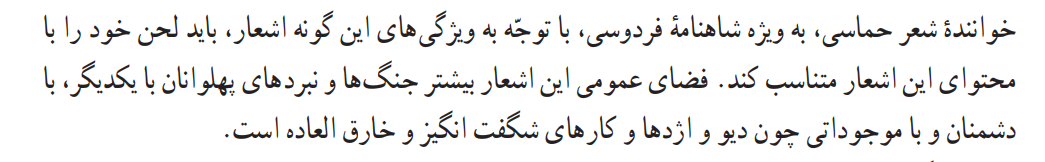 خوانندهٔ شعر حماسی، به ویژه شاهنامهٔ فردوسی، با توجّه به ویژگی‌های این گونه اشعار، باید لحن خود را با
محتوای این اشعار متناسب کند. فضای عمومی این اشعار بیشتر جنگ‌ها و نبردهای پهلوانان با یکدیگر، با
دشمنان و با موجوداتی چون دیو و اژدها و کارهای شگفت انگیز و خارق العاده است.